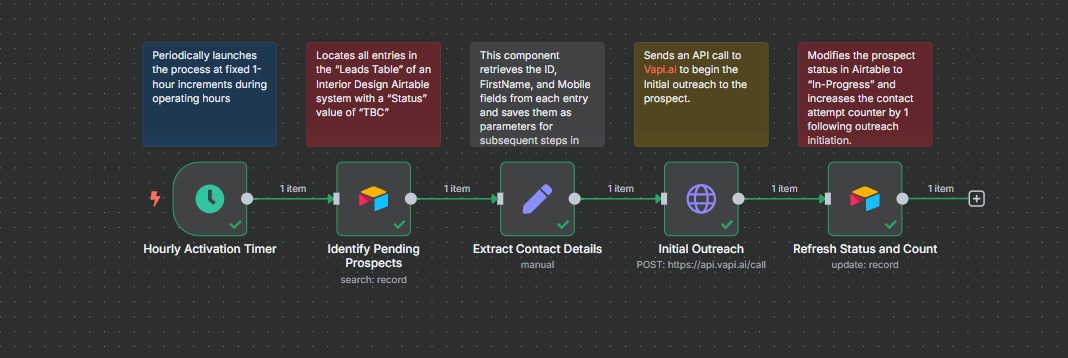 Periodically launches
the process at fixed 1-
hour increments during
operating hours
Locates all entries in
the “Leads Table” of an
Interior Design Airtable
system with a “Status”
value of “TBC”
This component
retrieves the ID,
FirstName, and Mobile
fields from each entry
and saves them as
parameters for
subsequent steps in
Sends an API call to
Vapi.ai to begin the
Initial outreach to the
prospect.
Modifies the prospect
status in Airtable to
“In-Progress” and
increases the contact
attempt counter by 1
following outreach
initiation.
1 item
1 item
1 item
1 item
1 item
Hourly Activation Timer
Identify Pending
Prospects
search: record
Extract Contact Details
manual
Initial Outreach
POST: https://api.vapi.ai/call
Refresh Status and Count
update: record